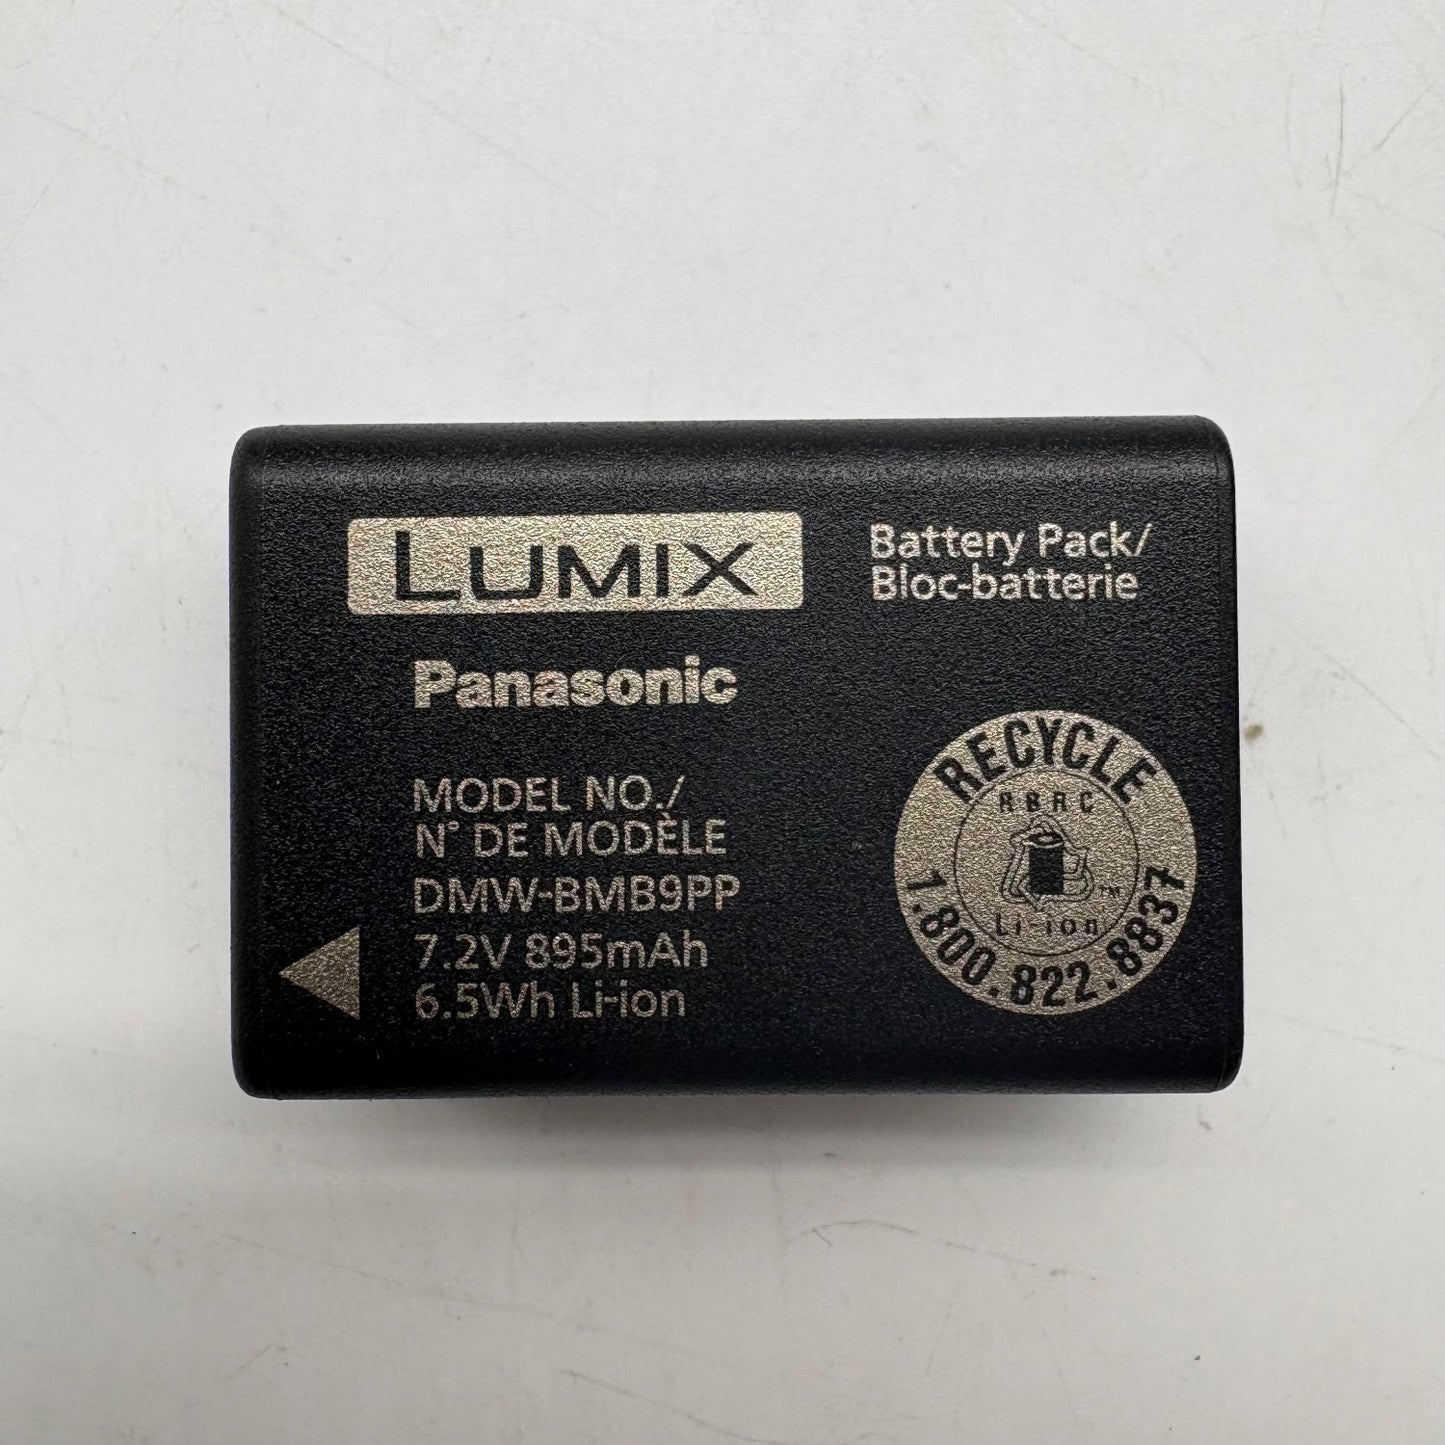 LUMIX
Battery Pack/
Bloc-batterie
Panasonic
MODEL NO./
N° DE MODÈLE
DMW-BMB9PP
7.2V 895mAh
6.5Wh Li-ion
RECYCLE
RBRC
TM
Li-ion
1.800.822.8837